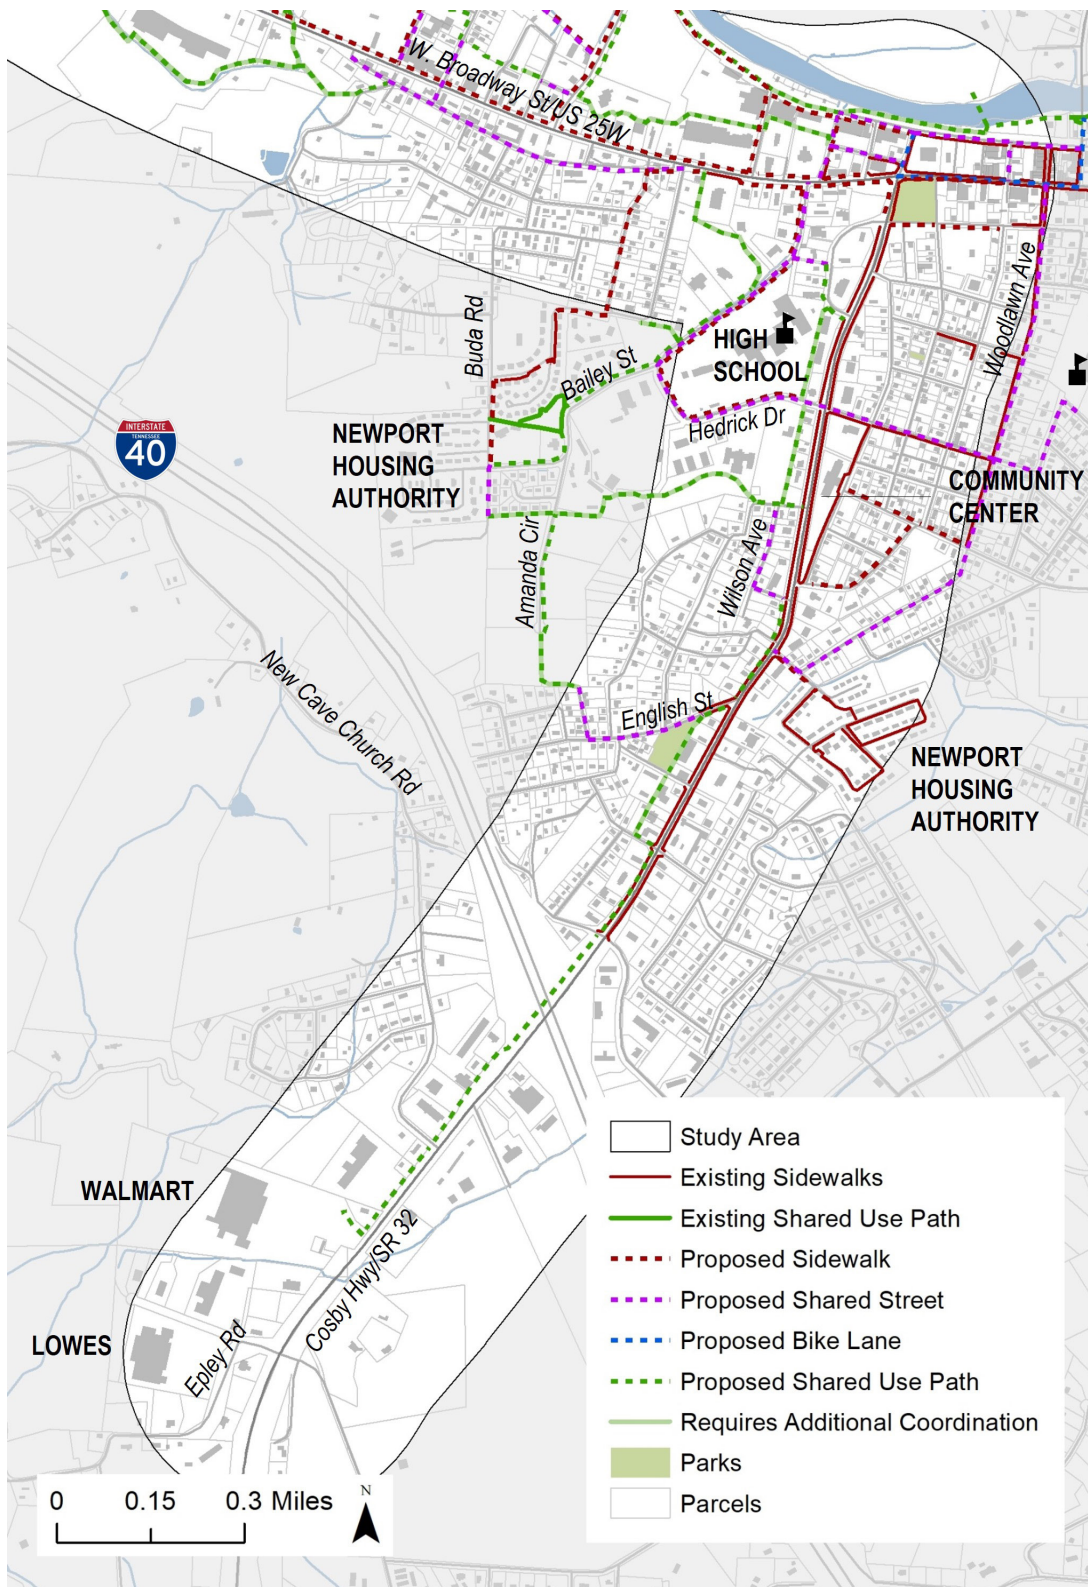 W. Broadway St/US 25W
Woodlawn Ave
Buda Rd
HIGH
SCHOOL
Bailey St
Hedrick Dr
INTERSTATE
TENNESSEE
40
NEWPORT
HOUSING
AUTHORITY
COMMUNITY
CENTER
Amanda Cir
Wilson Ave
New Cave Church Rd
English St
NEWPORT
HOUSING
AUTHORITY
WALMART
Cosby Hwy/SR 32
LOWES
Epley Rd
Study Area
Existing Sidewalks
Existing Shared Use Path
Proposed Sidewalk
Proposed Shared Street
Proposed Bike Lane
Proposed Shared Use Path
Requires Additional Coordination
Parks
Parcels
0 0.15 0.3 Miles
N